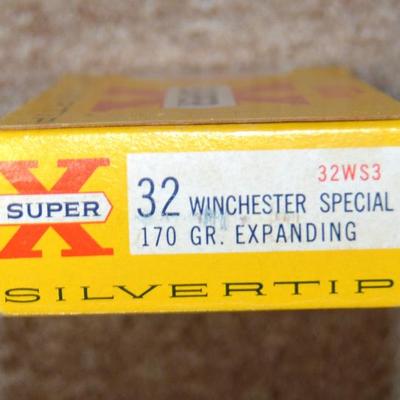 32WS3
X
SUPER
32 WINCHESTER SPECIAL
170 GR. EXPANDING
SILVERTIP